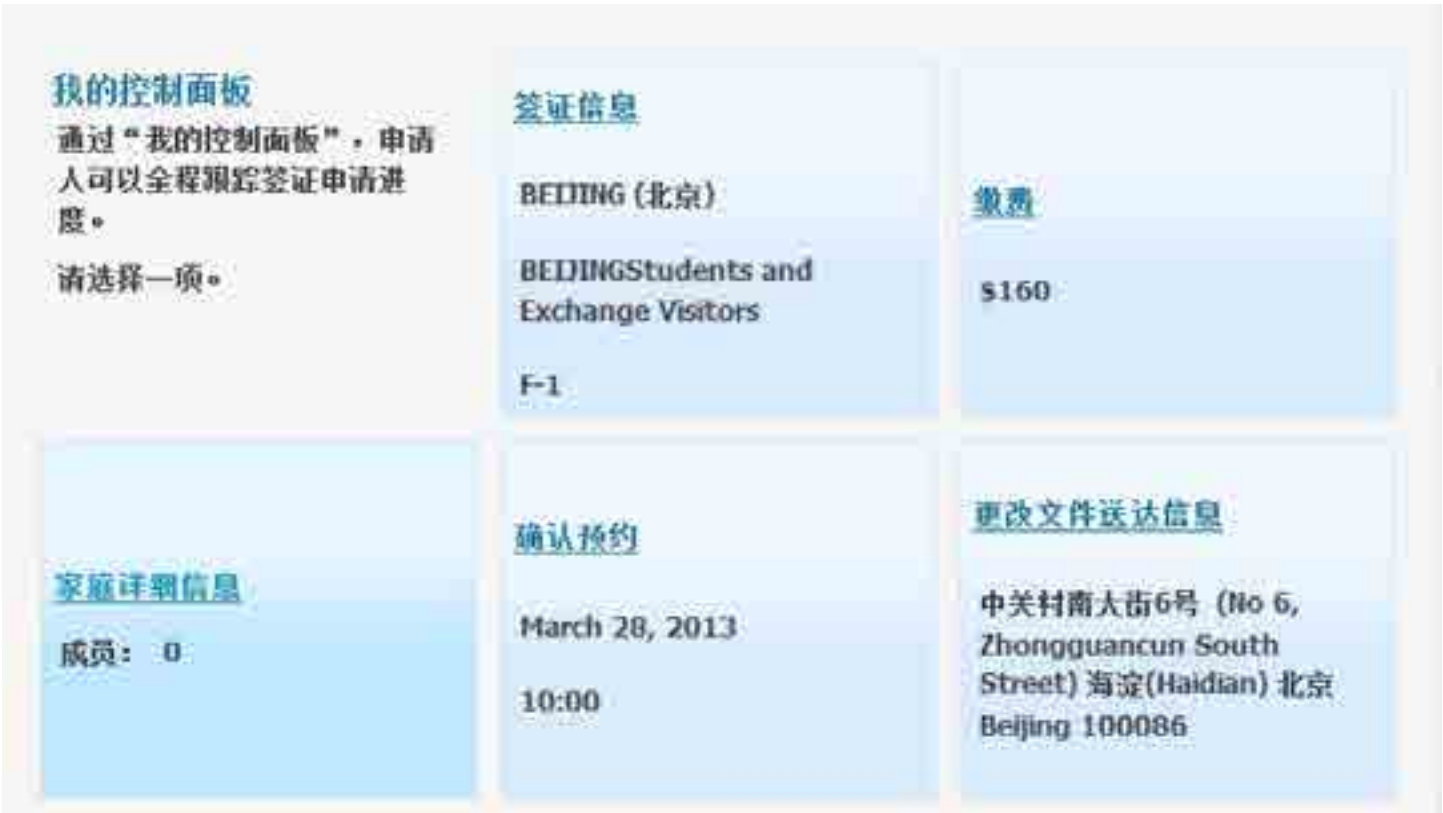 我的控制面板
通过“我的控制面板”，申请
人可以全程跟踪签证申请进
度。
请选择一项。
签证信息
BEIJING (北京)
BEIJINGStudents and
Exchange Visitors
F-1
缴费
$160
家庭详细信息
成员： 0
确认预约
March 28, 2013
10:00
更改文件送达信息
中关村南大街6号 (No 6,
Zhongguancun South
Street) 海淀(Haidian) 北京
Beijing 100086